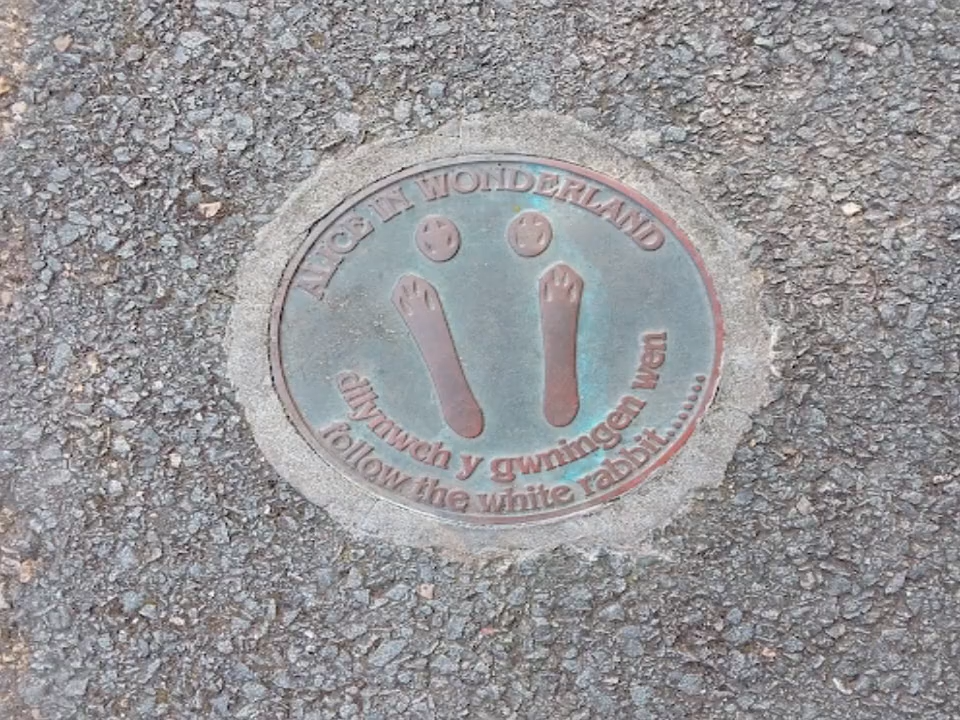 ALICE IN WONDERLAND
dilynwch y gwningen wen
follow the white rabbit.......